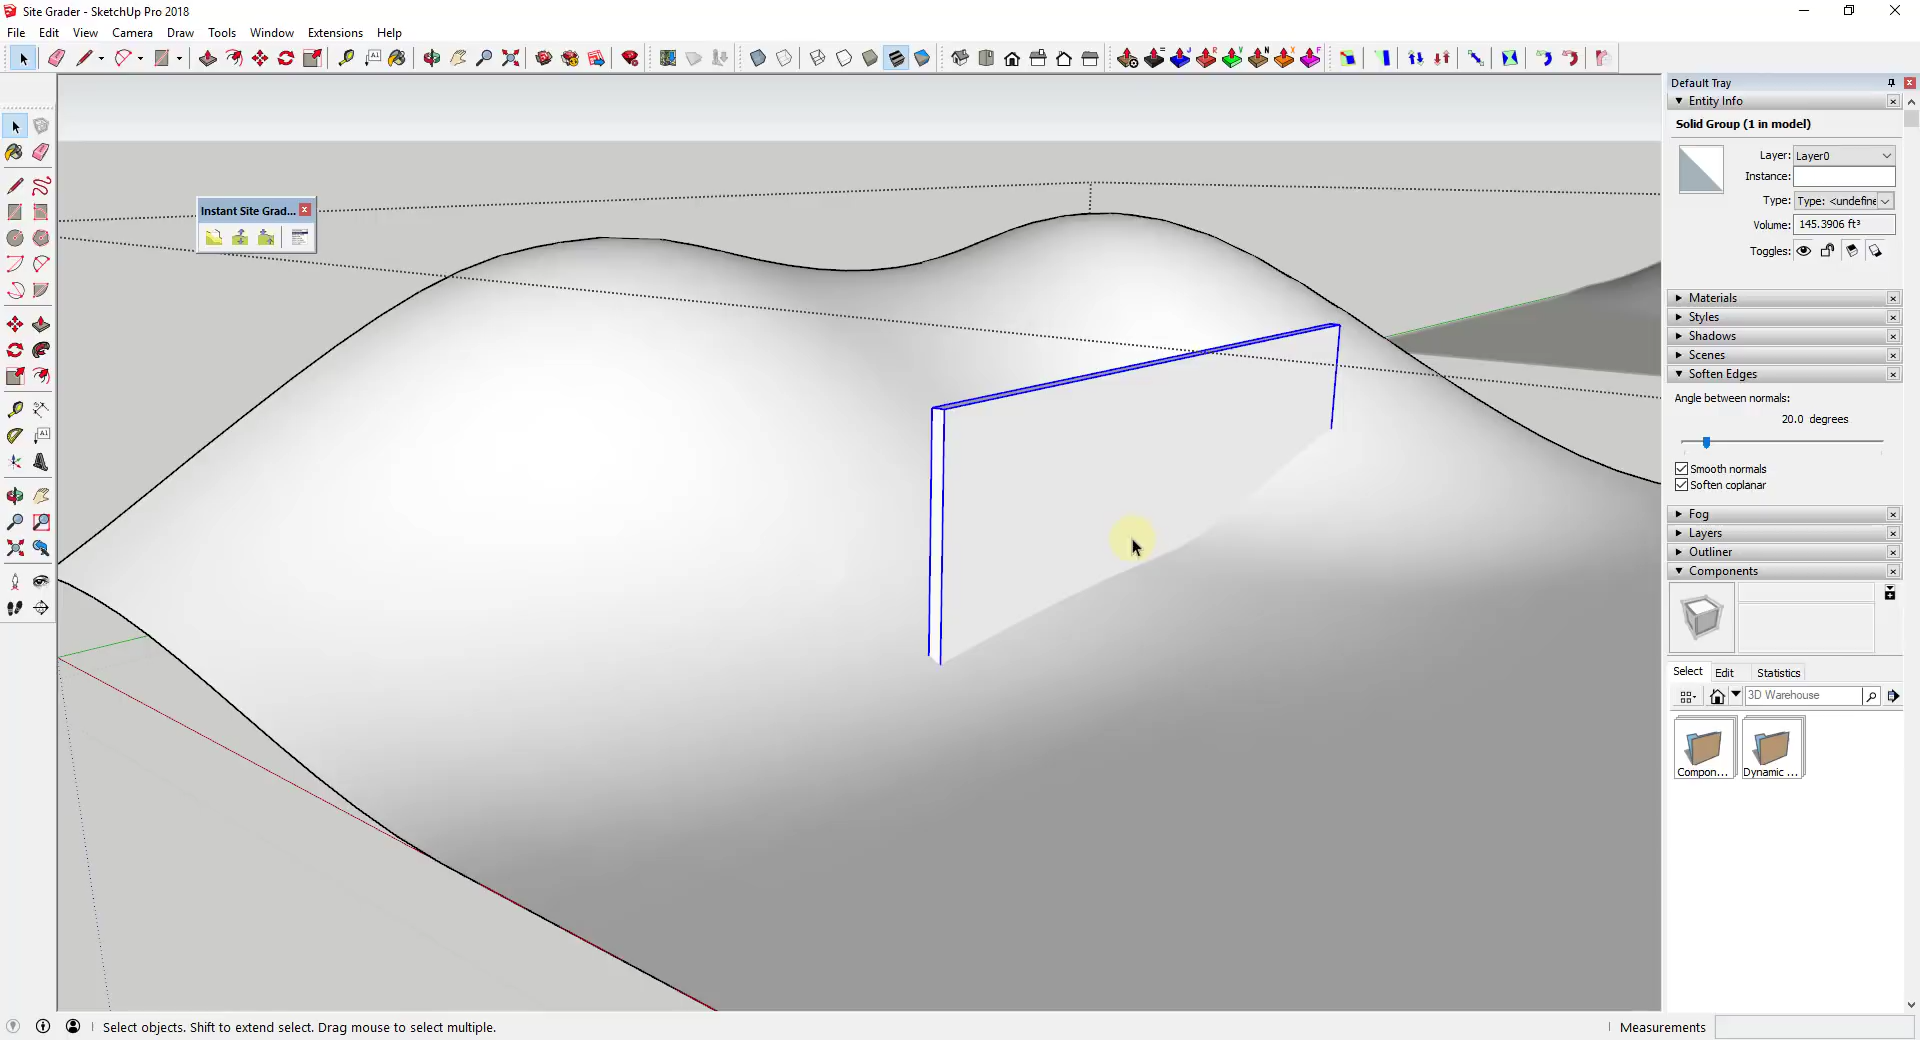 Site Grader - SketchUp Pro 2018
File Edit View Camera Draw Tools Window Extensions Help
Instant Site Grad...
Default Tray
Entity Info
Solid Group (1 in model)
Layer: Layer0
Instance:
Type: Type: <undefine
Volume: 145.3906 ft³
Toggles:
Materials
Styles
Shadows
Scenes
Soften Edges
Angle between normals:
20.0 degrees
Smooth normals
Soften coplanar
Fog
Layers
Outliner
Components
Select Edit Statistics
3D Warehouse
Compon... Dynamic ...
Select objects. Shift to extend select. Drag mouse to select multiple.
Measurements